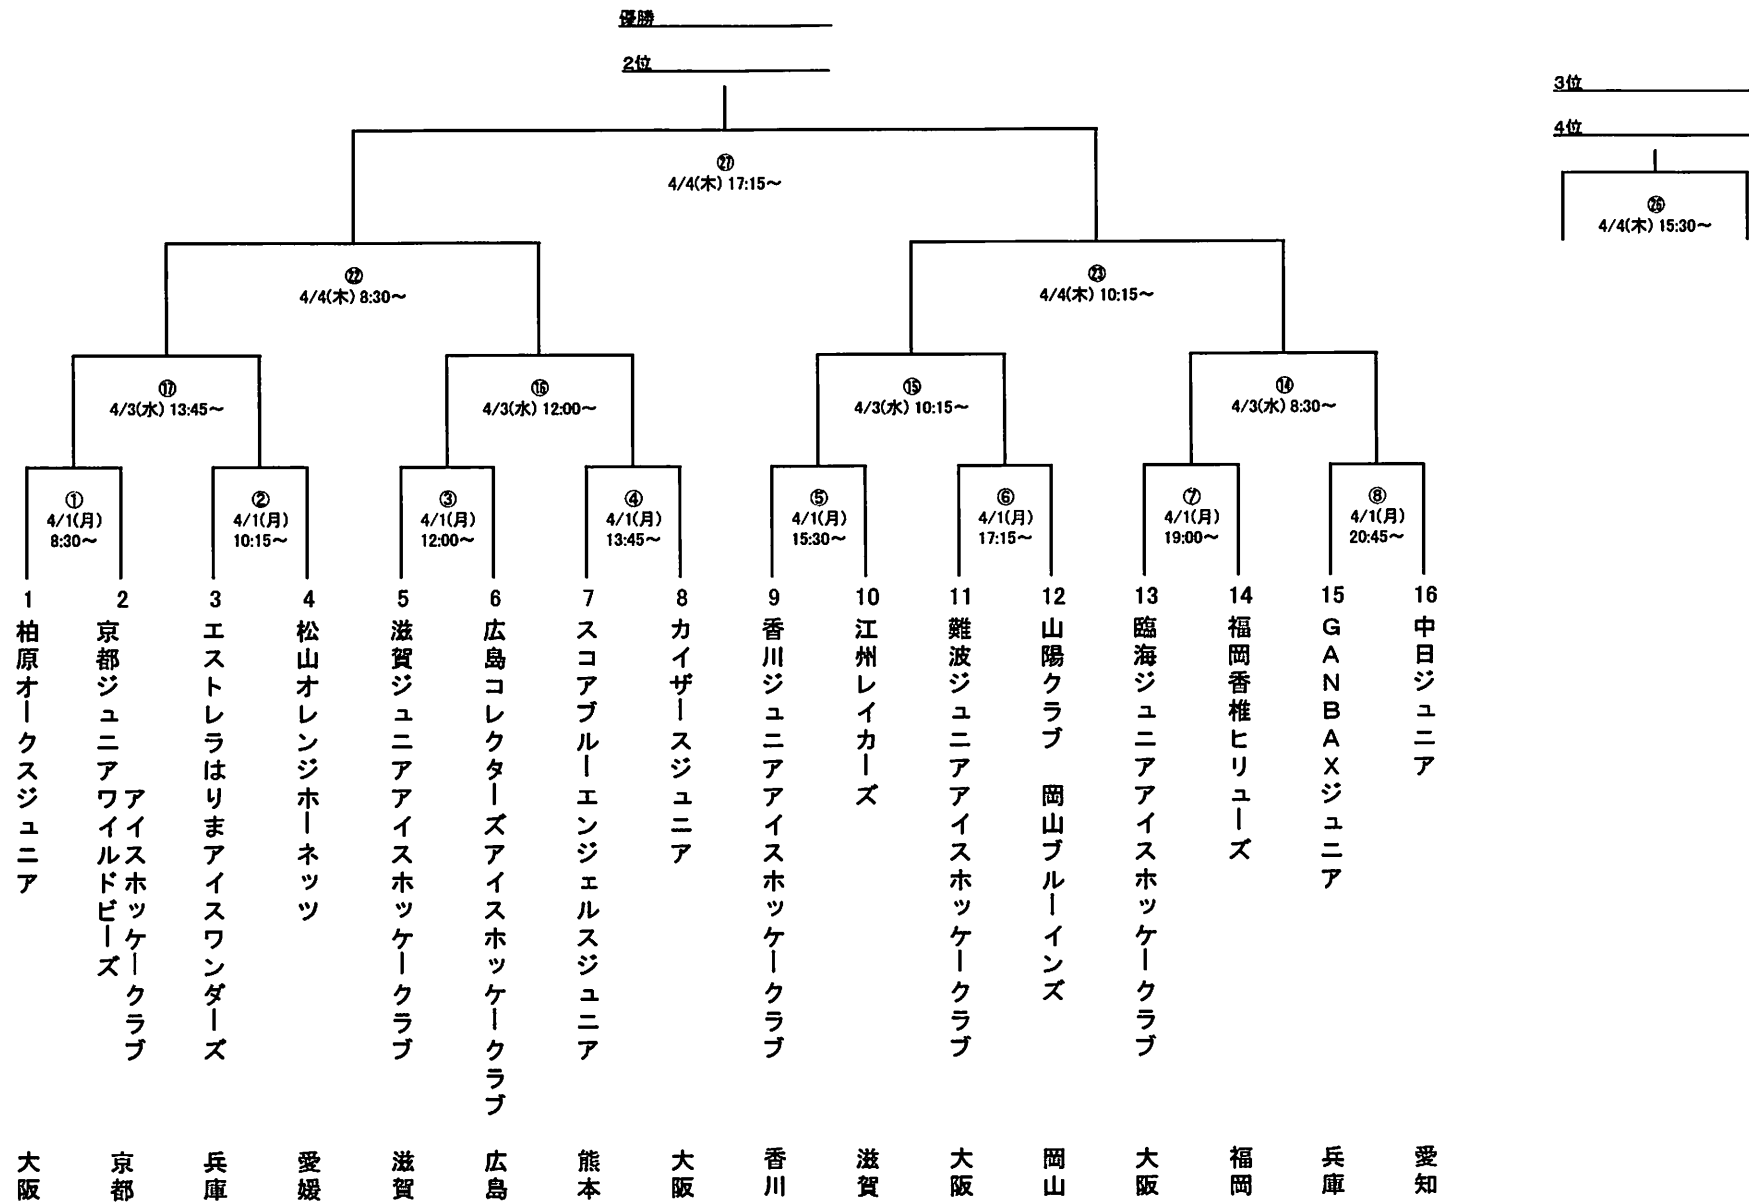 優勝
2位
3位
4位
㉗
4/4(木) 17:15～
㉖
4/4(木) 15:30～
㉒
4/4(木) 8:30～
㉓
4/4(木) 10:15～
⑰
4/3(水) 13:45～
⑯
4/3(水) 12:00～
⑮
4/3(水) 10:15～
⑭
4/3(水) 8:30～
①
4/1(月)
8:30～
②
4/1(月)
10:15～
③
4/1(月)
12:00～
④
4/1(月)
13:45～
⑤
4/1(月)
15:30～
⑥
4/1(月)
17:15～
⑦
4/1(月)
19:00～
⑧
4/1(月)
20:45～
1
柏原オークスジュニア
大阪
2
京都ジュニアワイルドビーズ
アイスホッケークラブ
京都
3
エストレラはりまアイスワンダーズ
兵庫
4
松山オレンジホーネッツ
愛媛
5
滋賀ジュニアアイスホッケークラブ
滋賀
6
広島コレクターズアイスホッケークラブ
広島
7
スコアブルーエンジェルスジュニア
熊本
8
カイザースジュニア
大阪
9
香川ジュニアアイスホッケークラブ
香川
10
江州レイカーズ
滋賀
11
難波ジュニアアイスホッケークラブ
大阪
12
山陽クラブ　岡山ブルーインズ
岡山
13
臨海ジュニアアイスホッケークラブ
大阪
14
福岡香椎ヒリューズ
福岡
15
GANBAXジュニア
兵庫
16
中日ジュニア
愛知